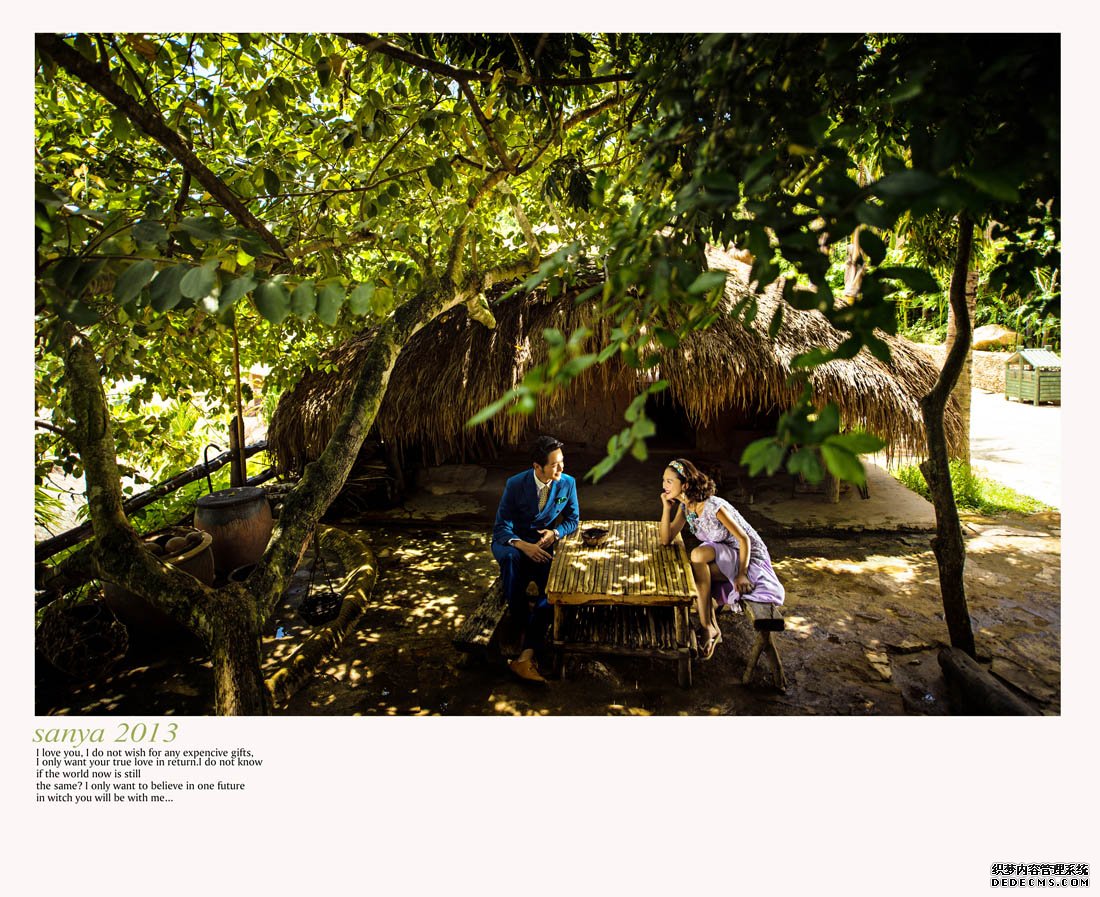 sanya 2013
I love you, I do not wish for any expencive gifts,
I only want your true love in return.I do not know
if the world now is still
the same? I only want to believe in one future
in witch you will be with me...
织梦内容管理系统
DEDECMS.COM